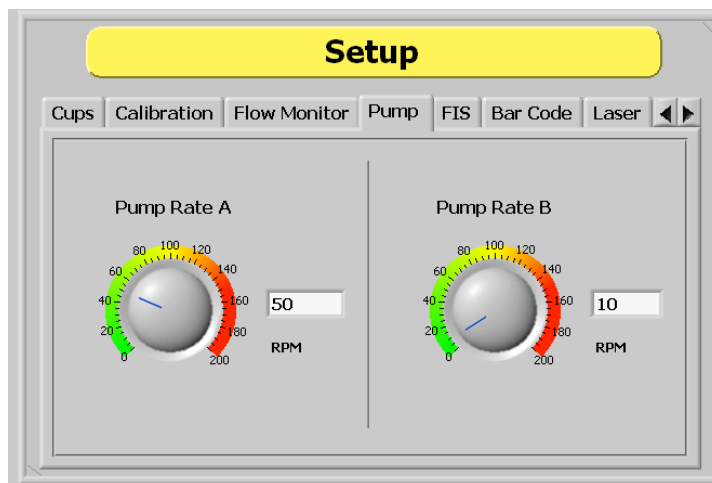 Setup
Cups Calibration Flow Monitor Pump FIS Bar Code Laser
Pump Rate A
0 20 40 60 80 100 120 140 160 180 200
50
RPM
Pump Rate B
0 20 40 60 80 100 120 140 160 180 200
10
RPM